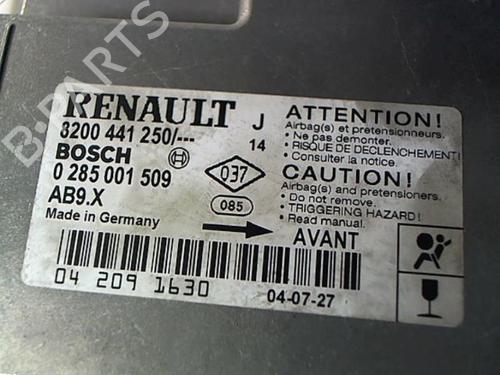 B-PARTS
RENAULT J
8200 441 250/--- 14
BOSCH
0 285 001 509
AB9.X
Made in Germany
037
085
ATTENTION!
Airbag(s) et pretensionneurs.
• Ne pas demonter.
• RISQUE DE DECLENCHEMENT!
• Consulter la notice.
CAUTION!
Airbag(s) and pretensioners.
• Do not remove.
• TRIGGERING HAZARD!
• Read manual.
AVANT
04 209 1630
04-07-27